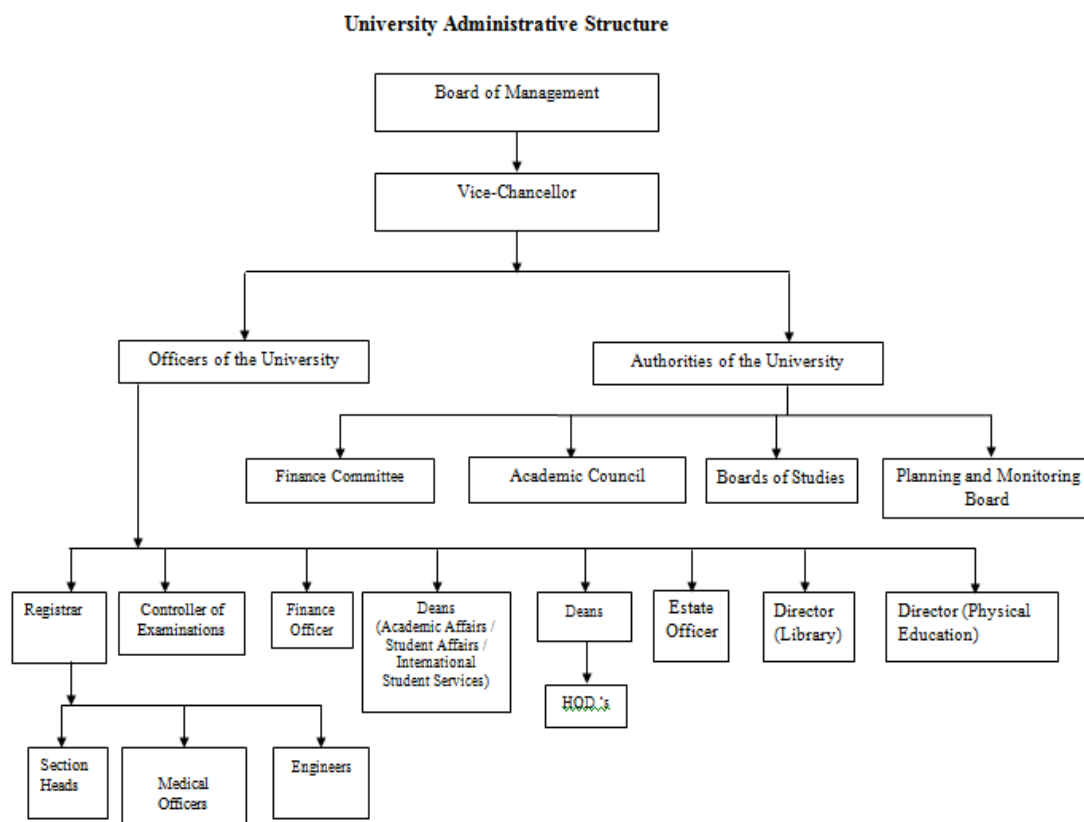 University Administrative Structure
Board of Management
Vice-Chancellor
Officers of the University
Authorities of the University
Finance Committee
Academic Council
Boards of Studies
Planning and Monitoring
Board
Registrar
Controller of
Examinations
Finance
Officer
Deans
(Academic Affairs /
Student Affairs /
International
Student Services)
Deans
Estate
Officer
Director
(Library)
Director (Physical
Education)
HOD.'s
Section
Heads
Medical
Officers
Engineers